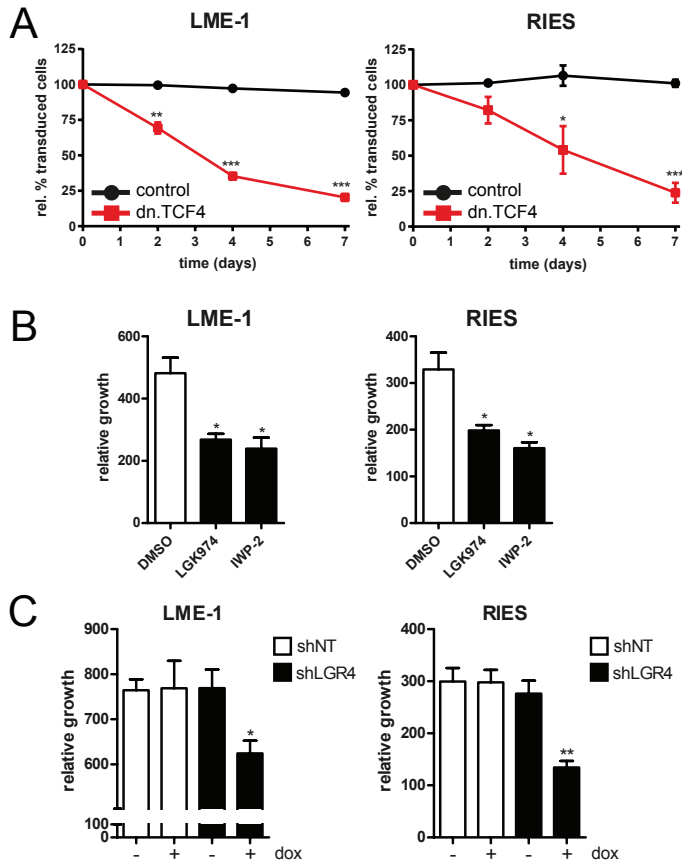 A
LME-1
rel. % transduced cells
125
100
75
50
25
0
**
***
***
control
dn.TCF4
0 1 2 3 4 5 6 7
time (days)
RIES
rel. % transduced cells
125
100
75
50
25
0
*
***
control
dn.TCF4
0 1 2 3 4 5 6 7
time (days)
B
LME-1
relative growth
600
400
200
0
* *
DMSO LGK974 IWP-2
RIES
relative growth
400
300
200
100
0
* *
DMSO LGK974 IWP-2
C
LME-1
relative growth
900
750
600
100
0
*
shNT
shLGR4
- + - + dox
RIES
relative growth
400
300
200
100
0
**
shNT
shLGR4
- + - +